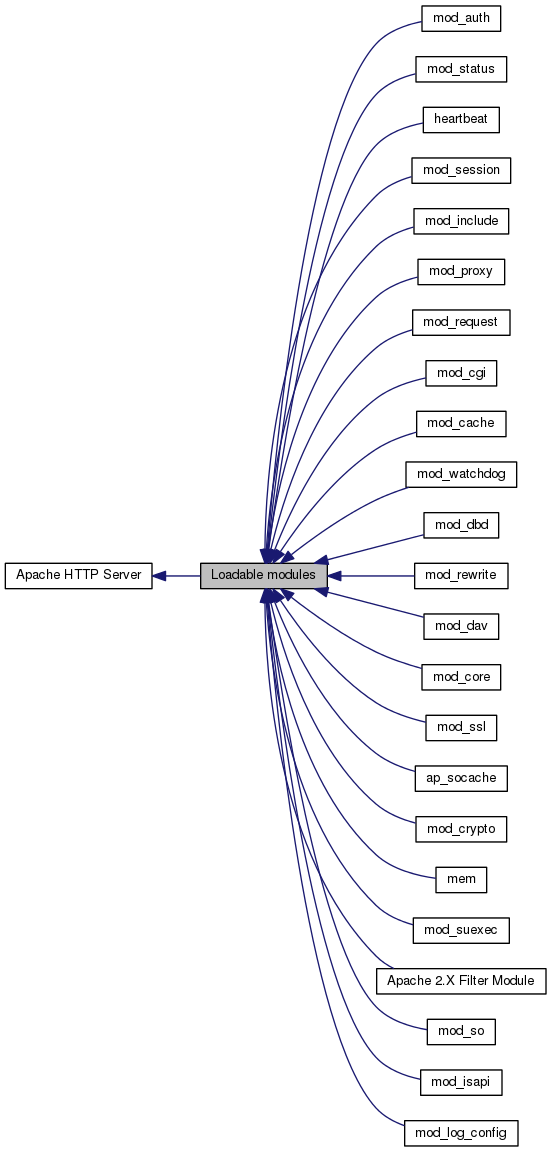 mod_auth
mod_status
heartbeat
mod_session
mod_include
mod_proxy
mod_request
mod_cgi
mod_cache
mod_watchdog
mod_dbd
Apache HTTP Server
Loadable modules
mod_rewrite
mod_dav
mod_core
mod_ssl
ap_socache
mod_crypto
mem
mod_suexec
Apache 2.X Filter Module
mod_so
mod_isapi
mod_log_config